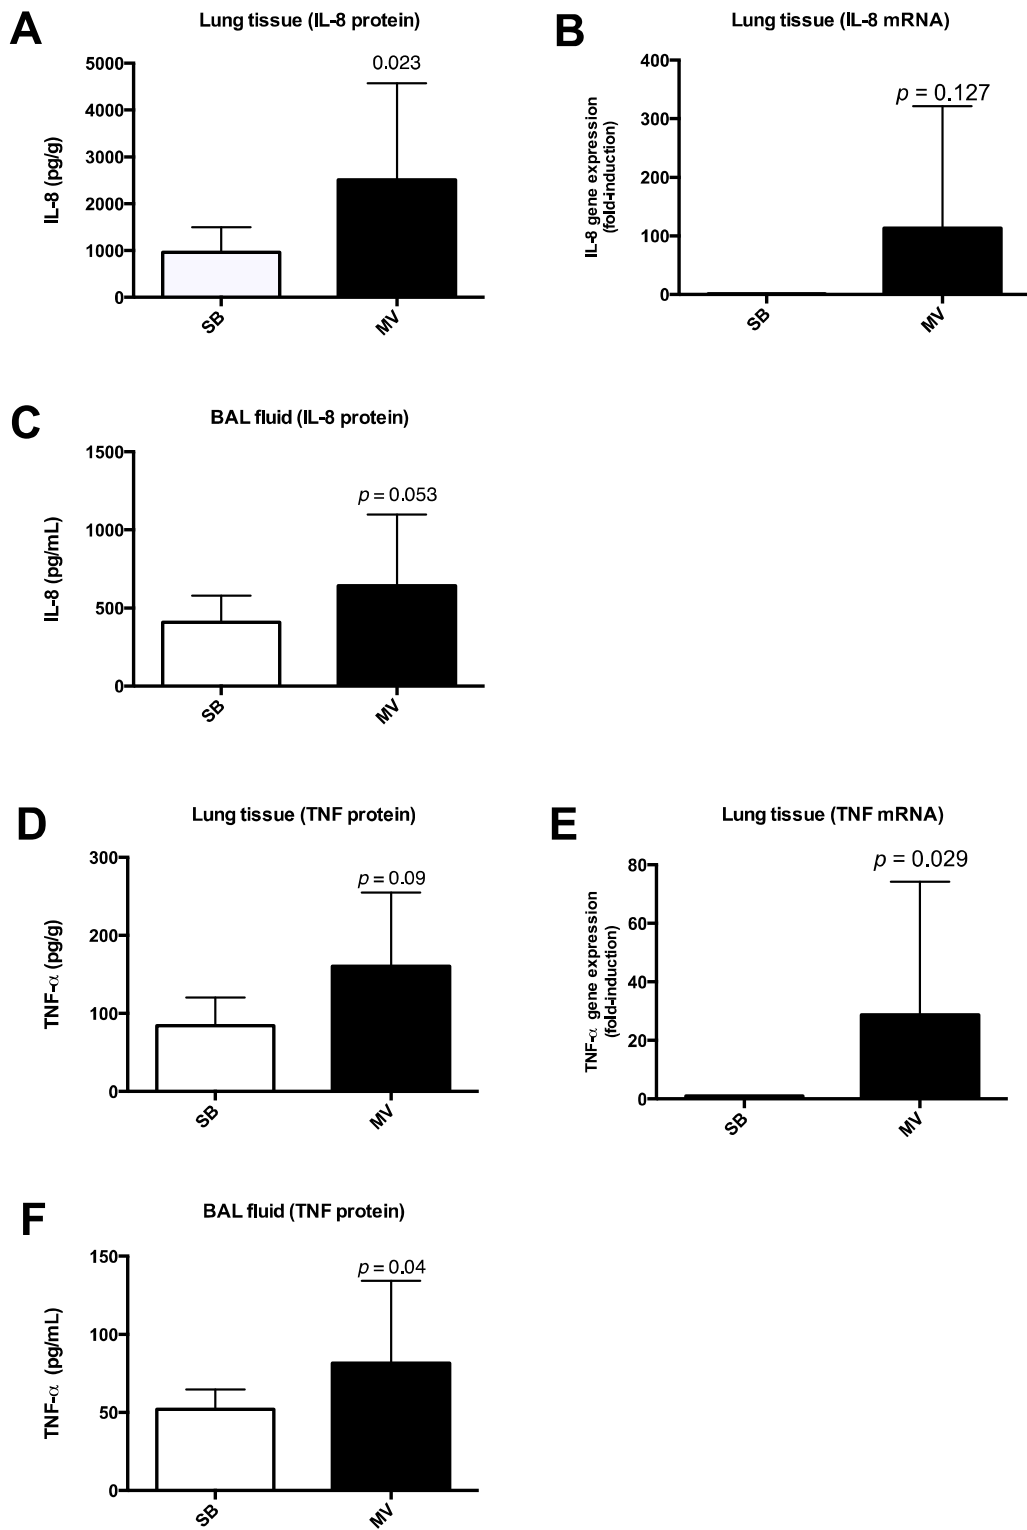 A
Lung tissue (IL-8 protein)
0.023
5000
4000
3000
2000
1000
0
IL-8 (pg/g)
SB
MV
B
Lung tissue (IL-8 mRNA)
p = 0.127
400
300
200
100
0
IL-8 gene expression
(fold-induction)
SB
MV
C
BAL fluid (IL-8 protein)
p = 0.053
1500
1000
500
0
IL-8 (pg/mL)
SB
MV
D
Lung tissue (TNF protein)
p = 0.09
300
200
100
0
TNF-α (pg/g)
SB
MV
E
Lung tissue (TNF mRNA)
p = 0.029
80
60
40
20
0
TNF-α gene expression
(fold-induction)
SB
MV
F
BAL fluid (TNF protein)
p = 0.04
150
100
50
0
TNF-α (pg/mL)
SB
MV